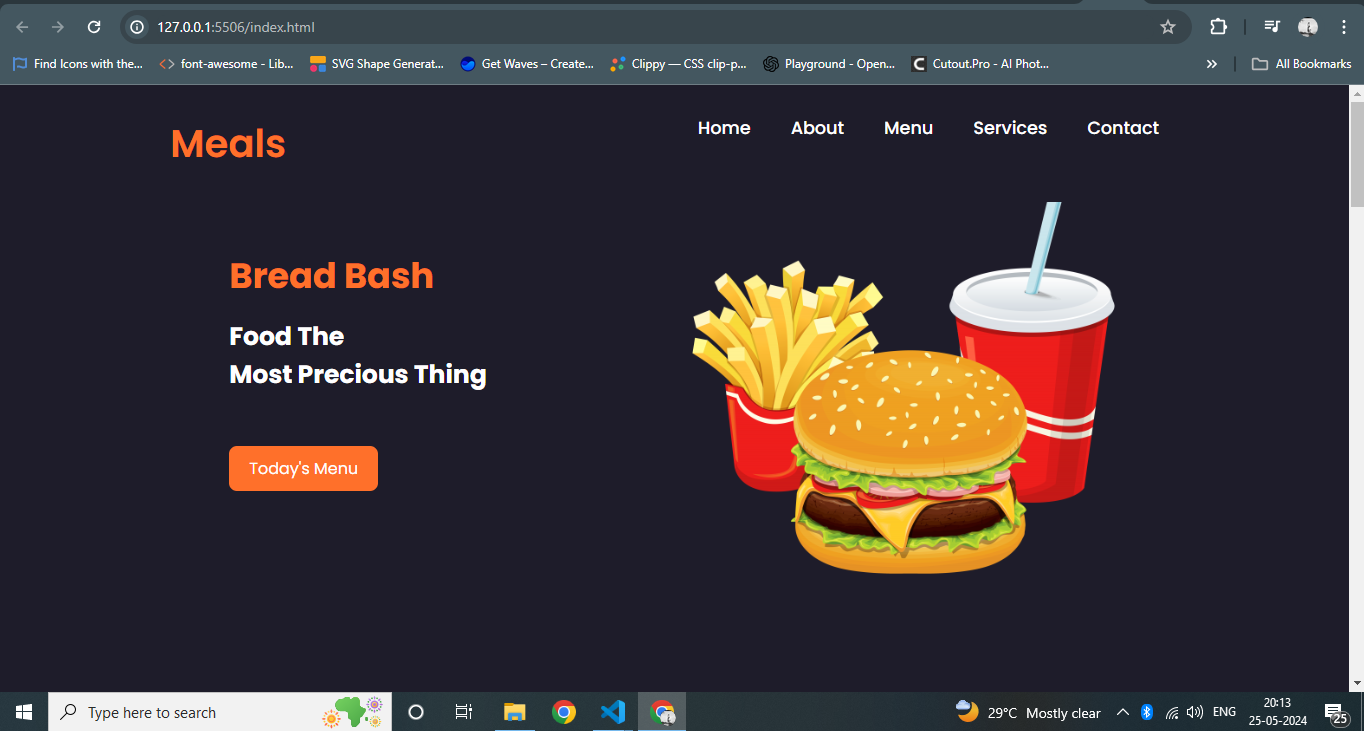 127.0.0.1:5506/index.html
Find Icons with the... font-awesome - Lib... SVG Shape Generat... Get Waves – Create... Clippy — CSS clip-p... Playground - Open... Cutout.Pro - AI Phot... » All Bookmarks
Meals
Home About Menu Services Contact
Bread Bash
Food The
Most Precious Thing
Today's Menu
Type here to search
29°C Mostly clear
ENG
20:13
25-05-2024
25